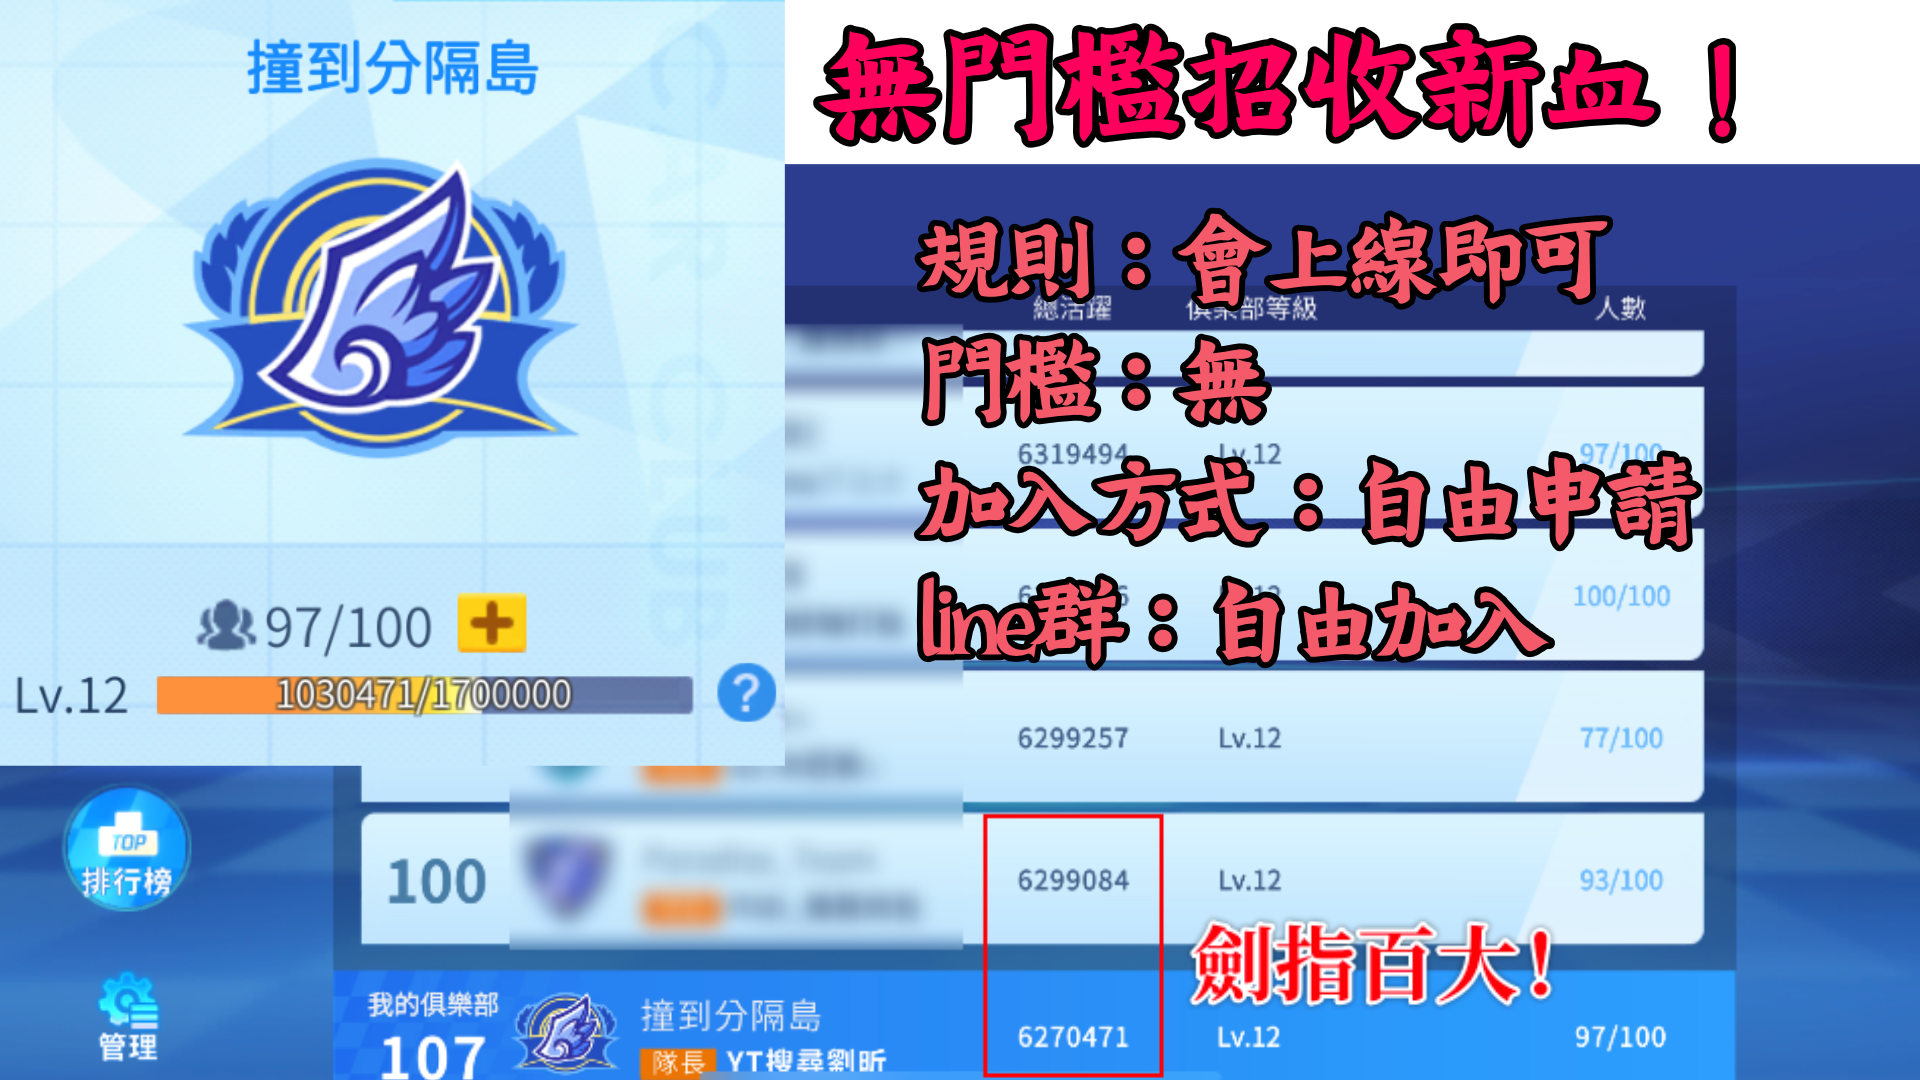 撞到分隔島
無門檻招收新血！
CAR CLUB
規則：會上線即可
總活躍 俱樂部等級 人數
門檻：無
6319494 Lv.12 97/100
加入方式：自由申請
100/100
line群：自由加入
97/100
Lv.12 1030471/1700000 ?
6299257 Lv.12 77/100
TOP
排行榜
100 6299084 Lv.12 93/100
劍指百大!
我的俱樂部
107
撞到分隔島
隊長 YT搜尋劉昕
6270471 Lv.12 97/100
管理